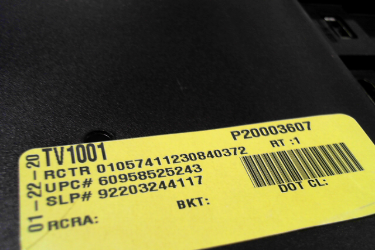 01-22-20
TV1001 P20003607
RCTR 01057411230840372 RT :1
UPC# 60958525243
SLP# 92203244117
RCRA: BKT: DOT CL: